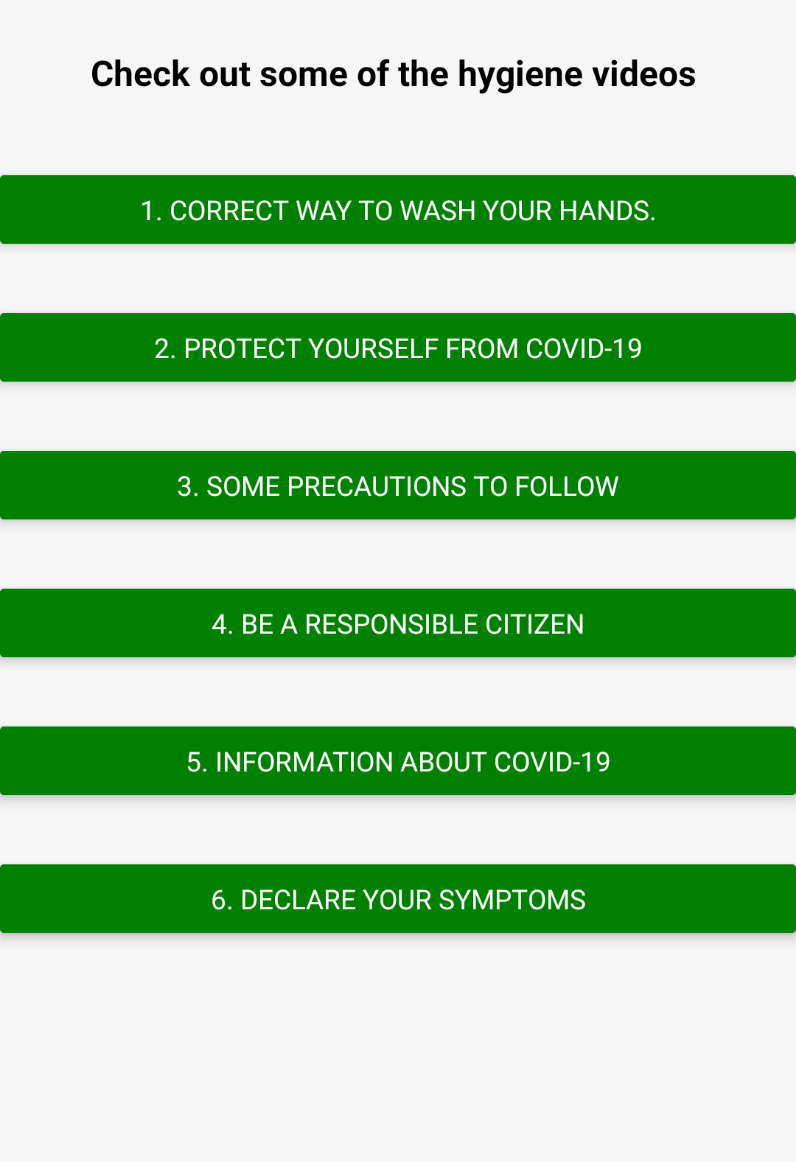 Check out some of the hygiene videos
1. CORRECT WAY TO WASH YOUR HANDS.
2. PROTECT YOURSELF FROM COVID-19
3. SOME PRECAUTIONS TO FOLLOW
4. BE A RESPONSIBLE CITIZEN
5. INFORMATION ABOUT COVID-19
6. DECLARE YOUR SYMPTOMS